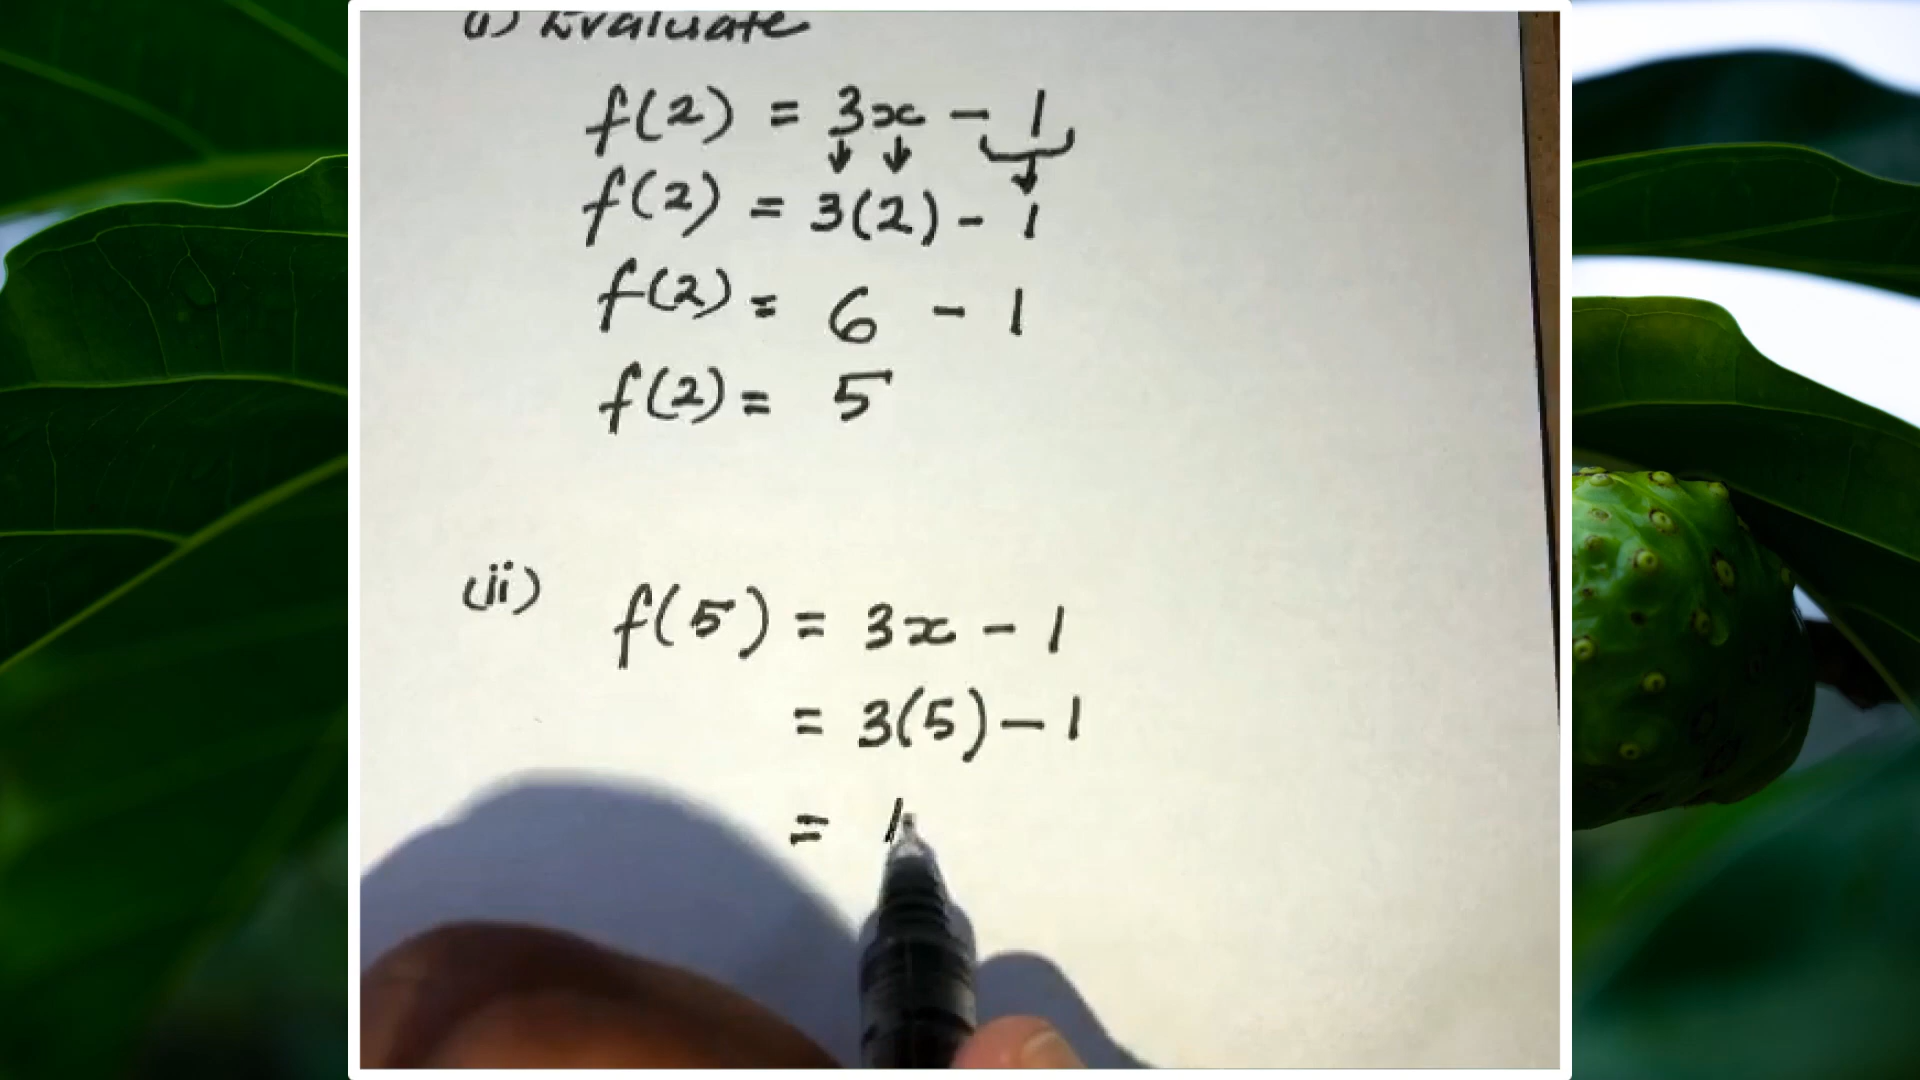 (i) Evaluate
f(2) = 3x - 1
f(2) = 3(2) - 1
f(2) = 6 - 1
f(2) = 5
(ii) f(5) = 3x - 1
= 3(5) - 1
= 1